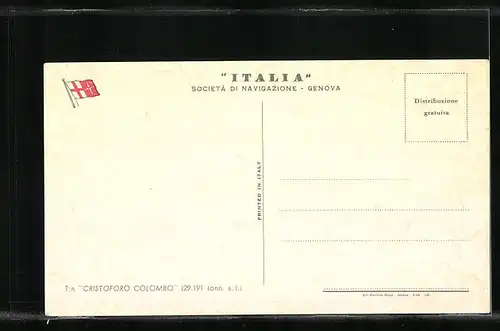 "ITALIA"
SOCIETÀ DI NAVIGAZIONE - GENOVA
Distribuzione
gratuita
PRINTED IN ITALY
T/n "CRISTOFORO COLOMBO" (29.191 tonn. s.l.)